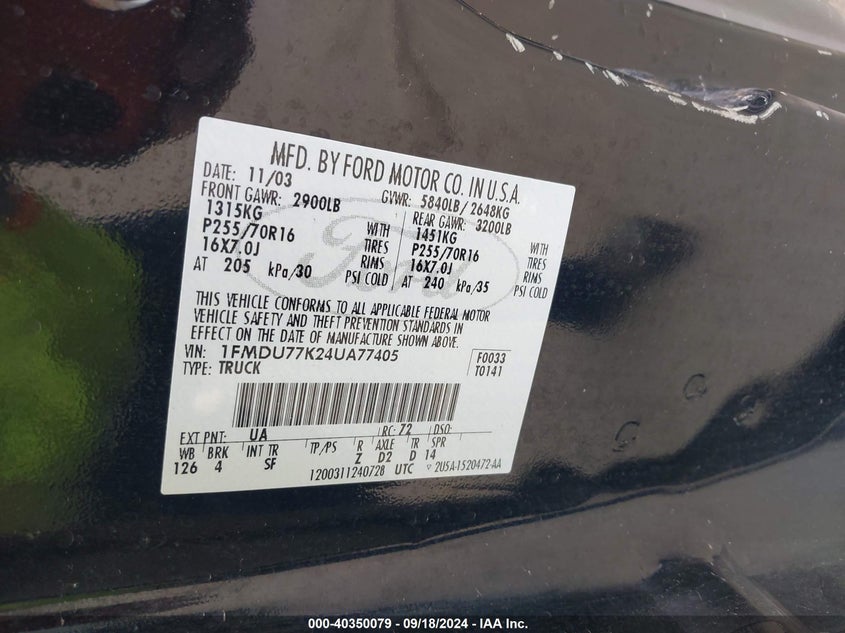 MFD. BY FORD MOTOR CO. IN U.S.A.
DATE: 11/03 GVWR: 5840LB/ 2648KG
FRONT GAWR: 2900LB REAR GAWR: 3200LB
1315KG WITH 1451KG WITH
P255/70R16 TIRES P255/70R16 TIRES
16X7.0J RIMS 16X7.0J RIMS
AT 205 kPa/30 PSI COLD AT 240 kPa/35 PSI COLD
THIS VEHICLE CONFORMS TO ALL APPLICABLE FEDERAL MOTOR
VEHICLE SAFETY AND THEFT PREVENTION STANDARDS IN
EFFECT ON THE DATE OF MANUFACTURE SHOWN ABOVE.
VIN: 1FMDU77K24UA77405 F0033
TYPE: TRUCK T0141
EXT PNT: UA RC: 72 DSO:
WB BRK INT TR TP/PS R AXLE TR SPR
126 4 SF Z D2 D 14
1200311240728 UTC ▽ 2USA-1520472-AA
Ford
000-40350079 - 09/18/2024 - IAA Inc.